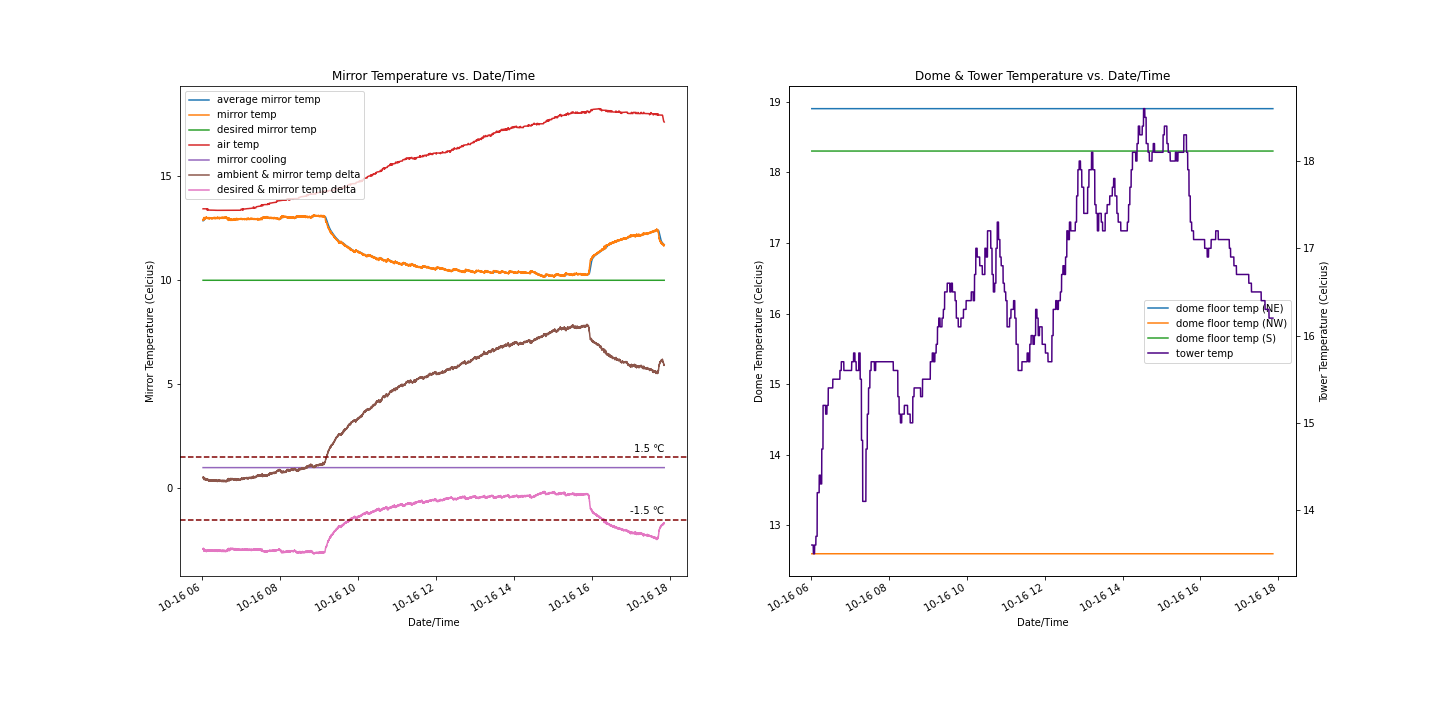 Mirror Temperature vs. Date/Time
average mirror temp
mirror temp
desired mirror temp
air temp
mirror cooling
ambient & mirror temp delta
desired & mirror temp delta
15
10
5
0
Mirror Temperature (Celcius)
1.5 °C
-1.5 °C
10-16 06
10-16 08
10-16 10
10-16 12
10-16 14
10-16 16
10-16 18
Date/Time
Dome & Tower Temperature vs. Date/Time
19
18
17
16
15
14
13
Dome Temperature (Celcius)
dome floor temp (NE)
dome floor temp (NW)
dome floor temp (S)
tower temp
18
17
16
15
14
Tower Temperature (Celcius)
10-16 06
10-16 08
10-16 10
10-16 12
10-16 14
10-16 16
10-16 18
Date/Time